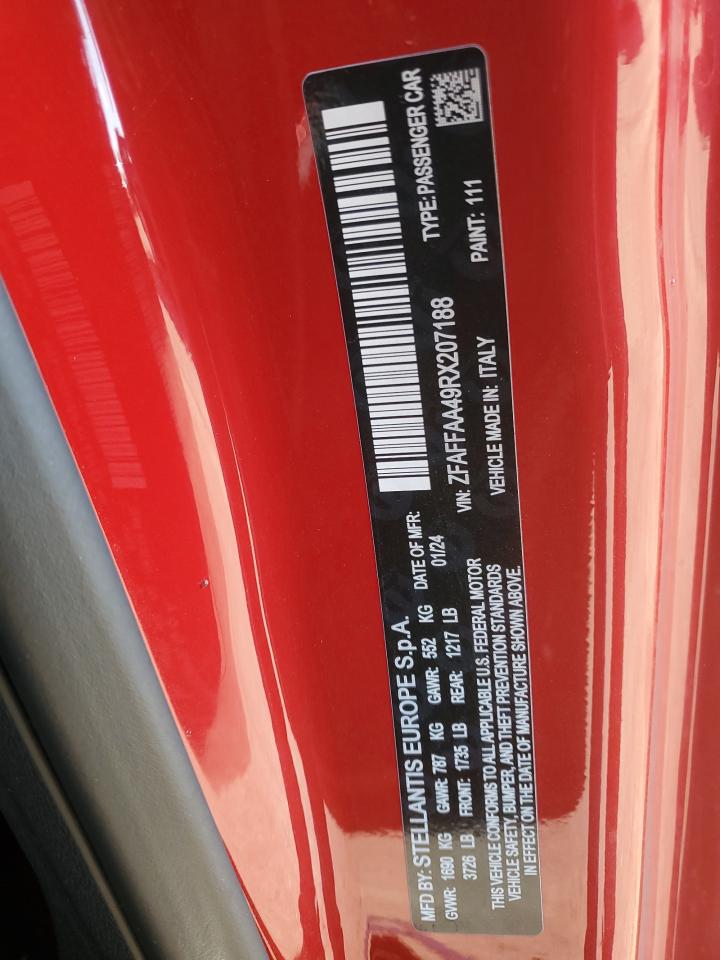 MFD BY: STELLANTIS EUROPE S.p.A.
GVWR: 1690 KG GAWR: 787 KG GAWR: 552 KG DATE OF MFR:
3726 LB FRONT: 1735 LB REAR: 1217 LB 01/24
VIN: ZFAFFAA49RX207188 TYPE: PASSENGER CAR
VEHICLE MADE IN: ITALY PAINT: 111
THIS VEHICLE CONFORMS TO ALL APPLICABLE U.S. FEDERAL MOTOR
VEHICLE SAFETY, BUMPER, AND THEFT PREVENTION STANDARDS
IN EFFECT ON THE DATE OF MANUFACTURE SHOWN ABOVE.